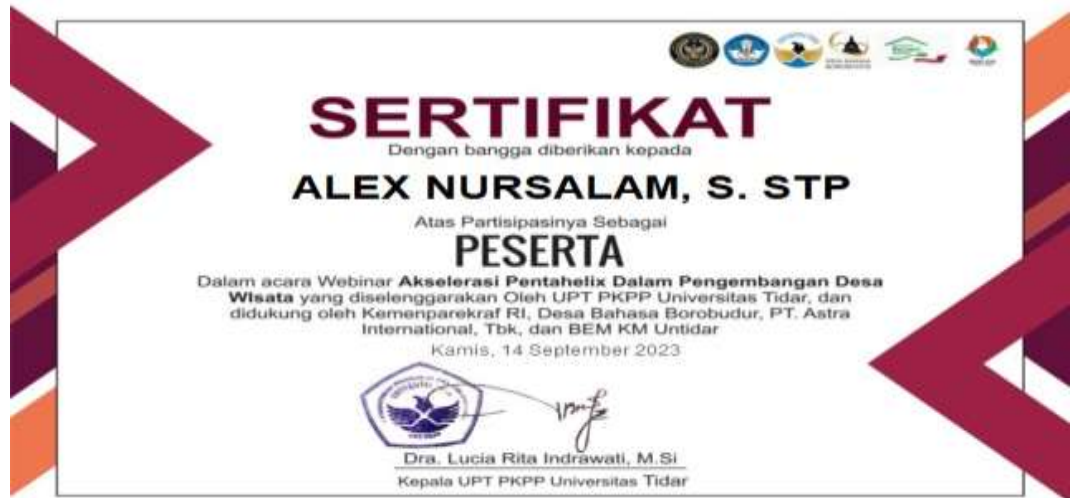 SERTIFIKAT
Dengan bangga diberikan kepada
ALEX NURSALAM, S. STP
Atas Partisipasinya Sebagai
PESERTA
Dalam acara Webinar Akselerasi Pentahelix Dalam Pengembangan Desa
WIsata yang diselenggarakan Oleh UPT PKPP Universitas Tidar, dan
didukung oleh Kemenparekraf RI, Desa Bahasa Borobudur, PT. Astra
International, Tbk, dan BEM KM Untidar
Kamis, 14 September 2023
Dra. Lucia Rita Indrawati, M.Si
Kepala UPT PKPP Universitas Tidar